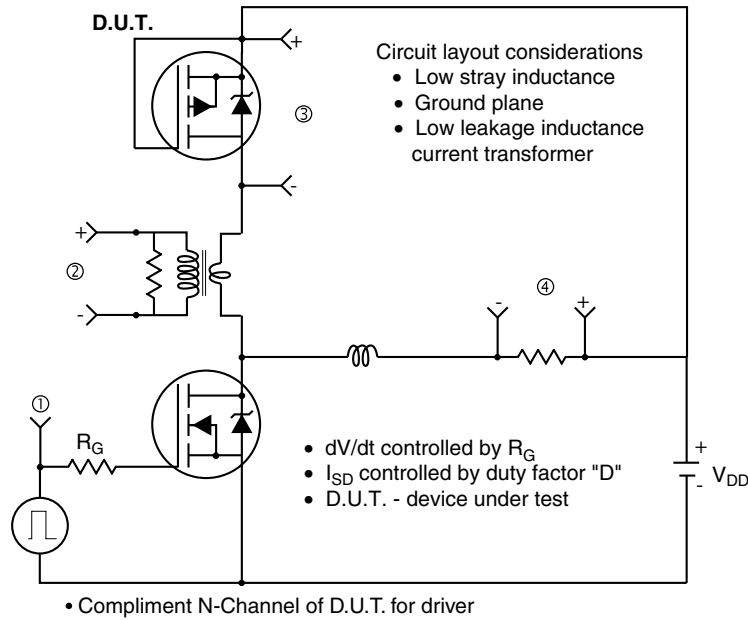 D.U.T.
+
③
-
Circuit layout considerations
• Low stray inductance
• Ground plane
• Low leakage inductance
current transformer
+
②
-
-
④
+
①
R_G
• dV/dt controlled by R_G
• I_SD controlled by duty factor "D"
• D.U.T. - device under test
+
-
V_DD
• Compliment N-Channel of D.U.T. for driver